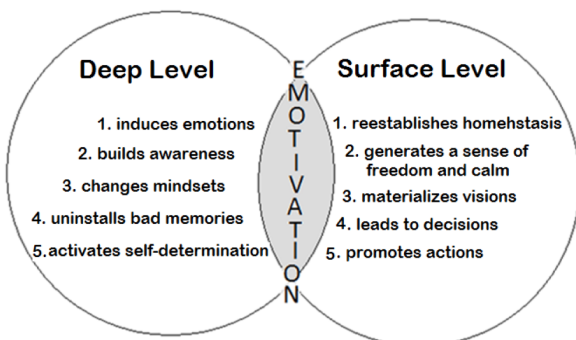 Deep Level
1. induces emotions
2. builds awareness
3. changes mindsets
4. uninstalls bad memories
5. activates self-determination
EMOTIVATION
Surface Level
1. reestablishes homehstasis
2. generates a sense of
freedom and calm
3. materializes visions
4. leads to decisions
5. promotes actions